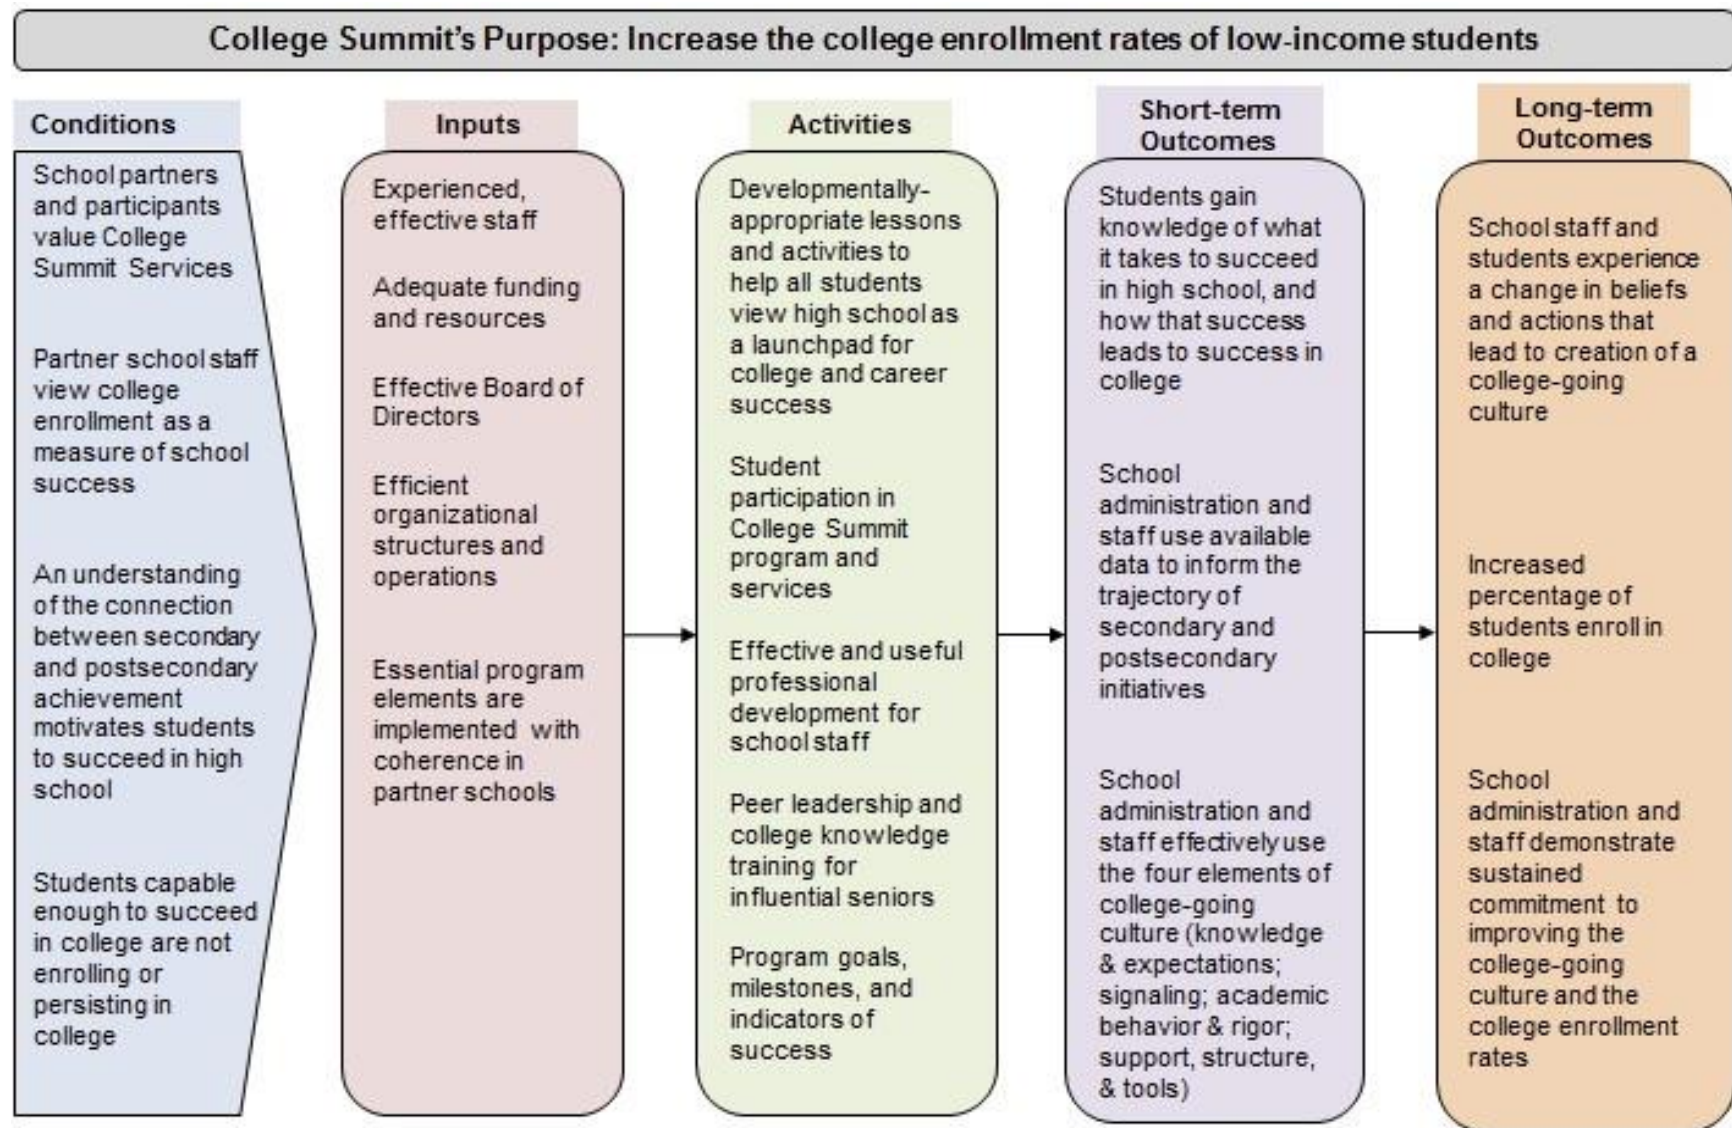 College Summit's Purpose: Increase the college enrollment rates of low-income students
Conditions
School partners
and participants
value College
Summit Services
Partner school staff
view college
enrollment as a
measure of school
success
An understanding
of the connection
between secondary
and postsecondary
achievement
motivates students
to succeed in high
school
Students capable
enough to succeed
in college are not
enrolling or
persisting in
college
Inputs
Experienced,
effective staff
Adequate funding
and resources
Effective Board of
Directors
Efficient
organizational
structures and
operations
Essential program
elements are
implemented with
coherence in
partner schools
Activities
Developmentally-
appropriate lessons
and activities to
help all students
view high school as
a launchpad for
college and career
success
Student
participation in
College Summit
program and
services
Effective and useful
professional
development for
school staff
Peer leadership and
college knowledge
training for
influential seniors
Program goals,
milestones, and
indicators of
success
Short-term
Outcomes
Students gain
knowledge of what
it takes to succeed
in high school, and
how that success
leads to success in
college
School
administration and
staff use available
data to inform the
trajectory of
secondary and
postsecondary
initiatives
School
administration and
staff effectively use
the four elements of
college-going
culture (knowledge
& expectations;
signaling; academic
behavior & rigor;
support, structure,
& tools)
Long-term
Outcomes
School staff and
students experience
a change in beliefs
and actions that
lead to creation of a
college-going
culture
Increased
percentage of
students enroll in
college
School
administration and
staff demonstrate
sustained
commitment to
improving the
college-going
culture and the
college enrollment
rates